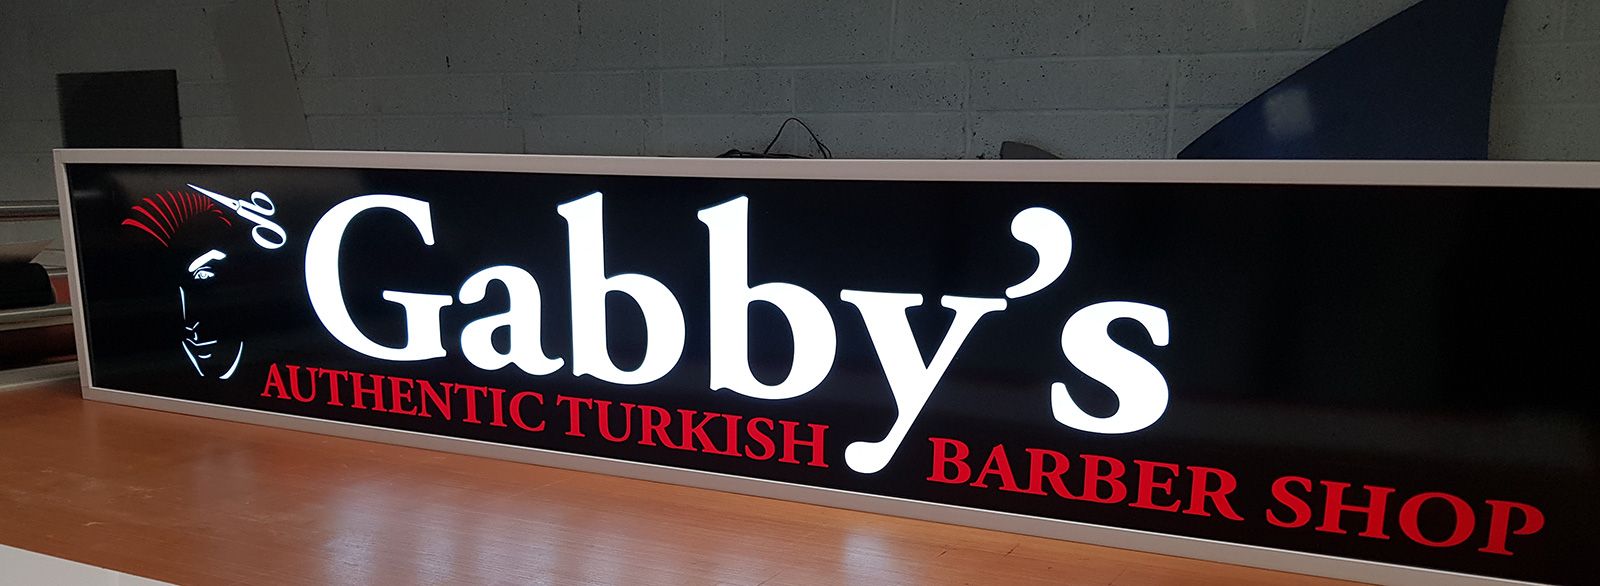 Gabby's
AUTHENTIC TURKISH BARBER SHOP